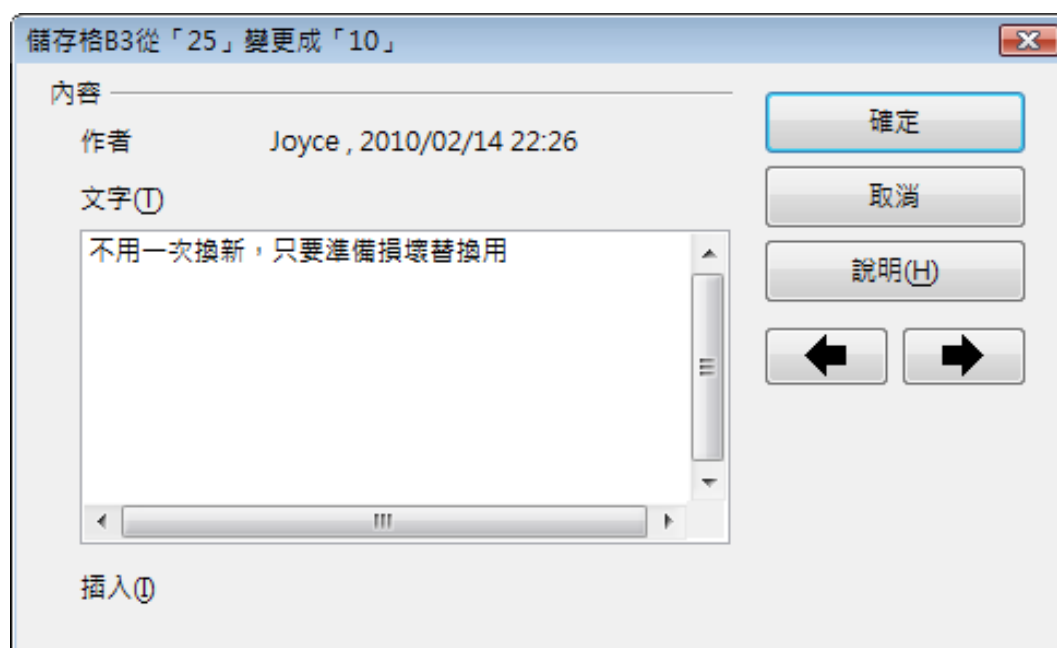 儲存格B3從「25」變更成「10」
內容
作者 Joyce , 2010/02/14 22:26
文字(T)
不用一次換新，只要準備損壞替換用
插入(I)
確定
取消
說明(H)